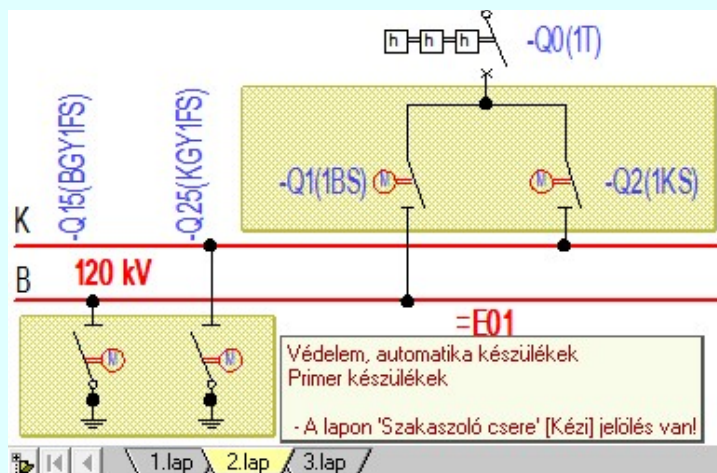 h h h
-Q0(1T)
-Q15(BGY1FS)
-Q25(KGY1FS)
-Q1(1BS) M
M -Q2(1KS)
K
B 120 kV
=E01
M M
Védelem, automatika készülékek
Primer készülékek
- A lapon 'Szakaszoló csere' [Kézi] jelölés van!
1.lap 2.lap 3.lap